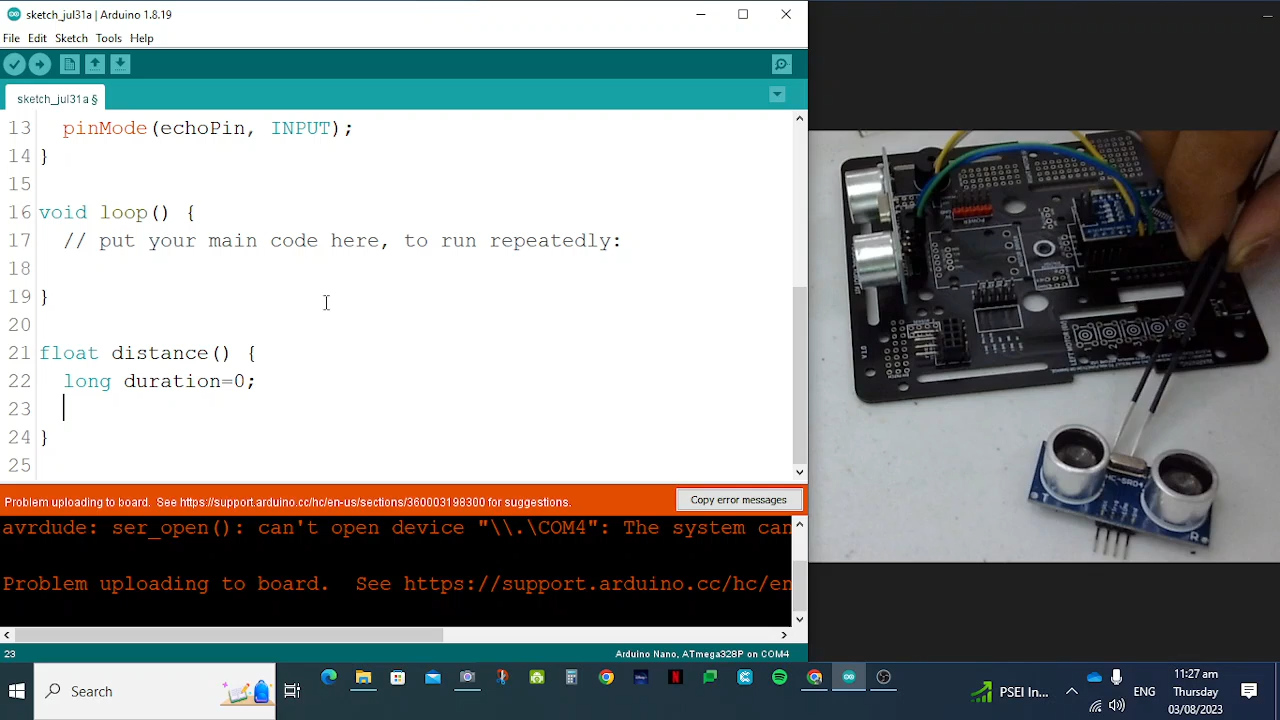 sketch_jul31a | Arduino 1.8.19
File Edit Sketch Tools Help
sketch_jul31a §
13 pinMode(echoPin, INPUT);
14 }
15
16 void loop() {
17 // put your main code here, to run repeatedly:
18
19 }
20
21 float distance() {
22 long duration=0;
23
24 }
25
Problem uploading to board. See https://support.arduino.cc/hc/en-us/sections/360003198300 for suggestions.
Copy error messages
avrdude: ser_open(): can't open device "\\.\COM4": The system can
Problem uploading to board. See https://support.arduino.cc/hc/en
23
Arduino Nano, ATmega328P on COM4
POWER
HC-SR04
T
R
Search
PSEI In...
ENG
11:27 am
Thursday
03/08/2023